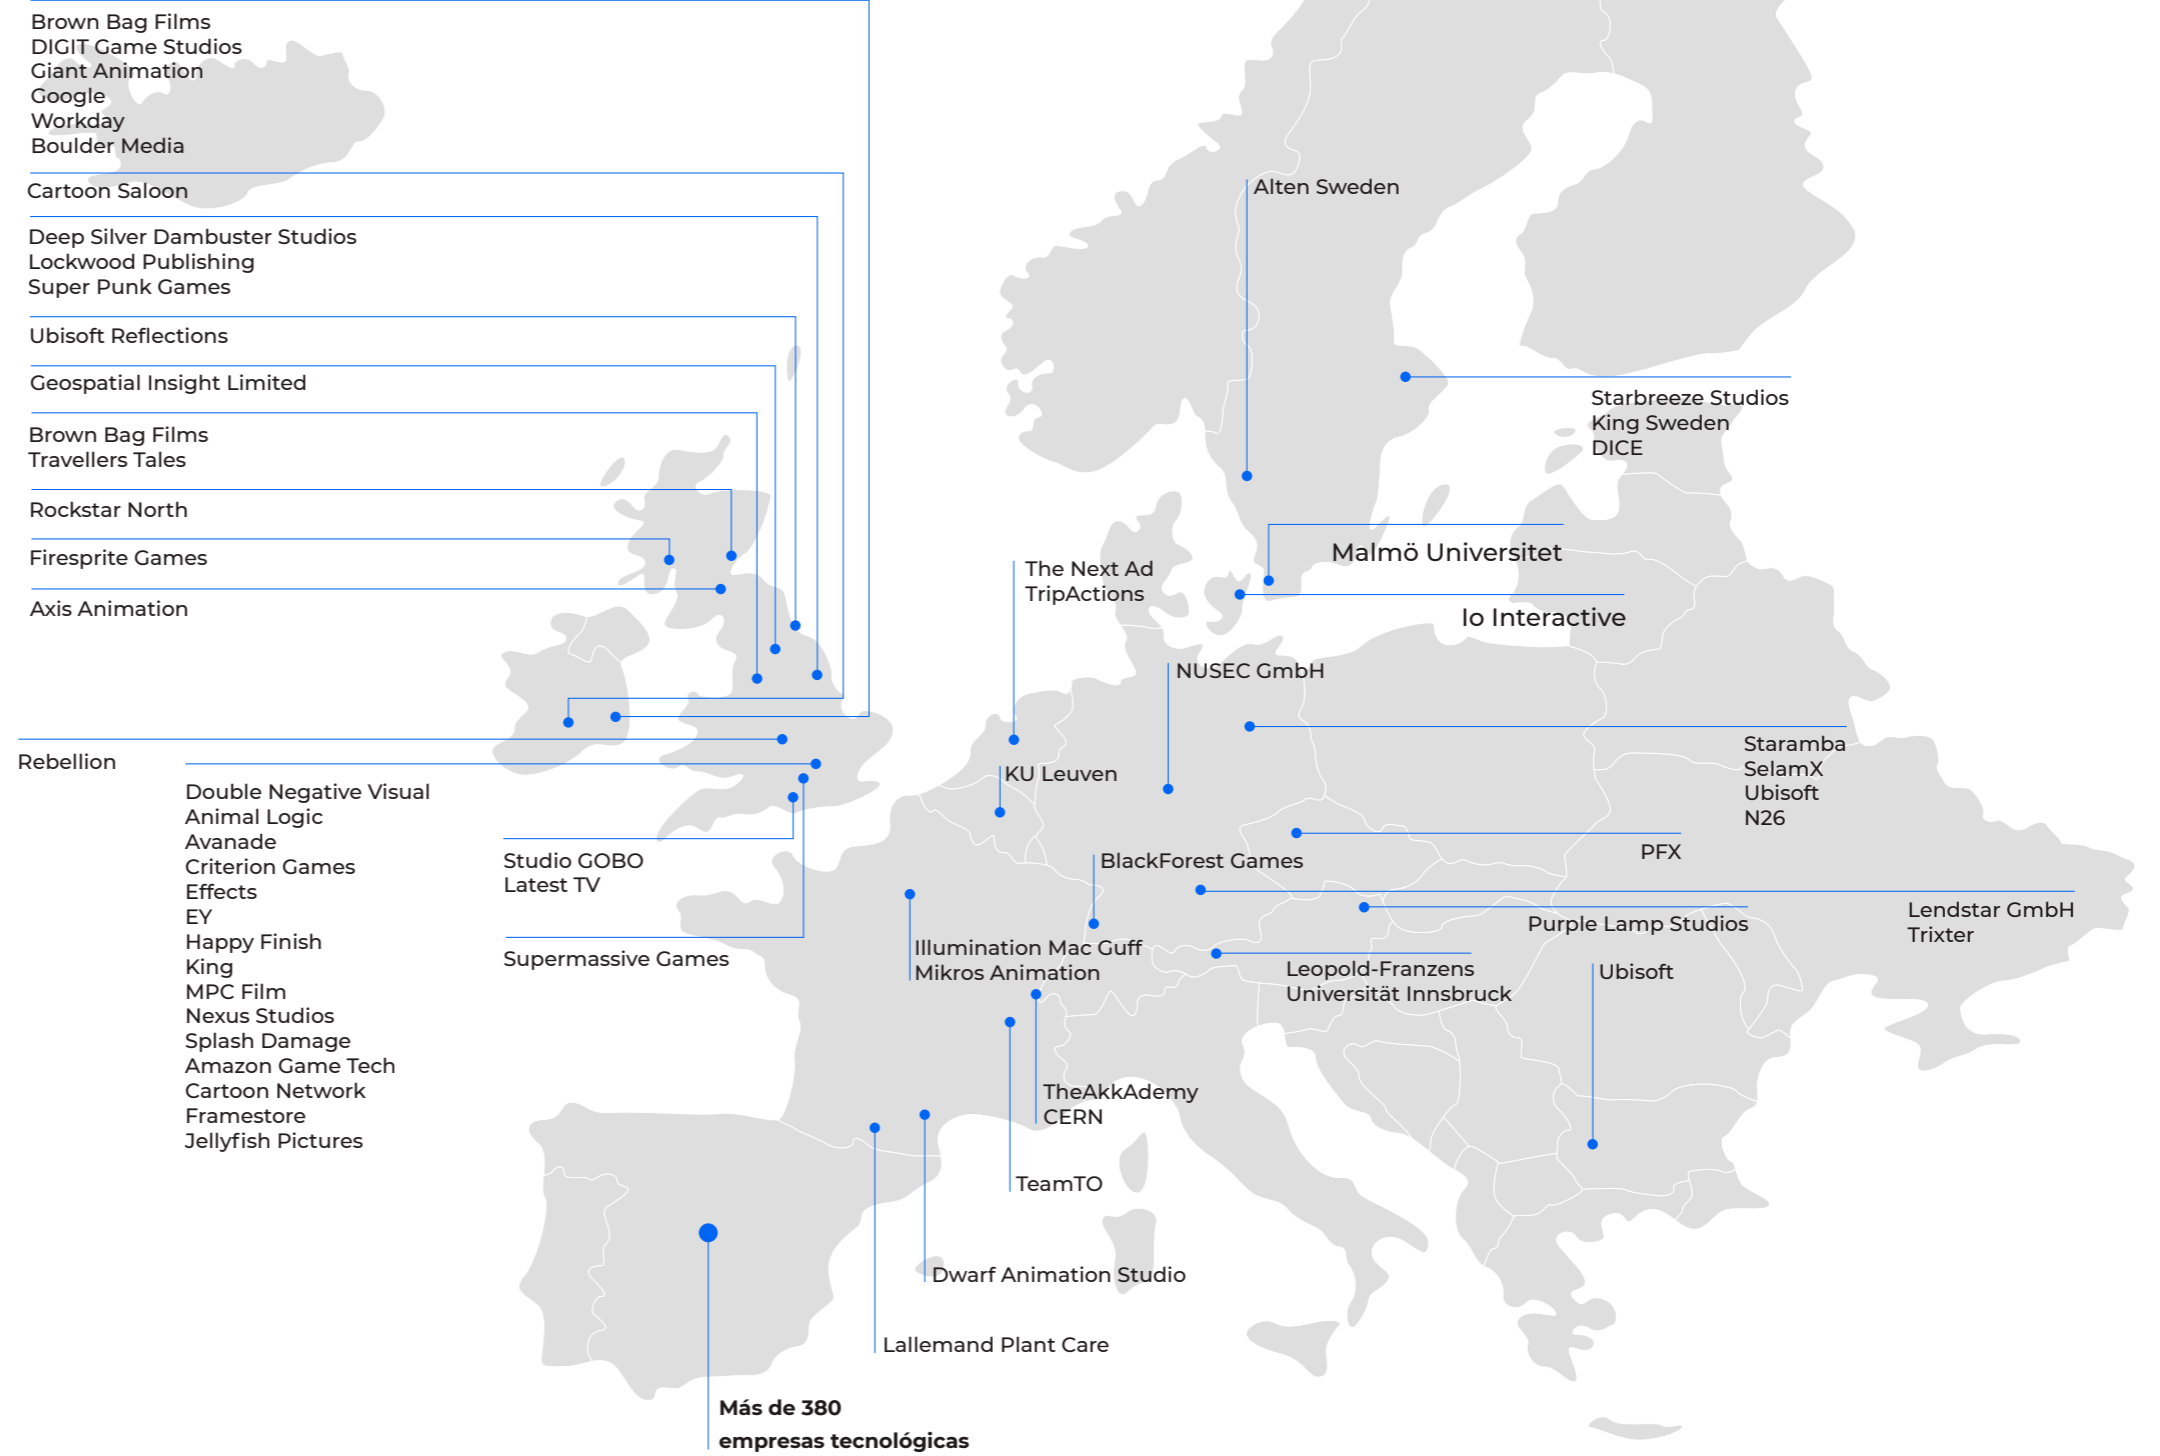 Brown Bag Films
DIGIT Game Studios
Giant Animation
Google
Workday
Boulder Media
Cartoon Saloon
Deep Silver Dambuster Studios
Lockwood Publishing
Super Punk Games
Ubisoft Reflections
Geospatial Insight Limited
Brown Bag Films
Travellers Tales
Rockstar North
Firesprite Games
Axis Animation
Rebellion
Double Negative Visual
Animal Logic
Avanade
Criterion Games
Effects
EY
Happy Finish
King
MPC Film
Nexus Studios
Splash Damage
Amazon Game Tech
Cartoon Network
Framestore
Jellyfish Pictures
Studio GOBO
Latest TV
Supermassive Games
Alten Sweden
Starbreeze Studios
King Sweden
DICE
Malmö Universitet
Io Interactive
The Next Ad
TripActions
NUSEC GmbH
KU Leuven
Staramba
SelamX
Ubisoft
N26
PFX
BlackForest Games
Lendstar GmbH
Trixter
Purple Lamp Studios
Illumination Mac Guff
Mikros Animation
Leopold-Franzens
Universität Innsbruck
Ubisoft
TheAkkAdemy
CERN
TeamTO
Dwarf Animation Studio
Lallemand Plant Care
Más de 380
empresas tecnológicas